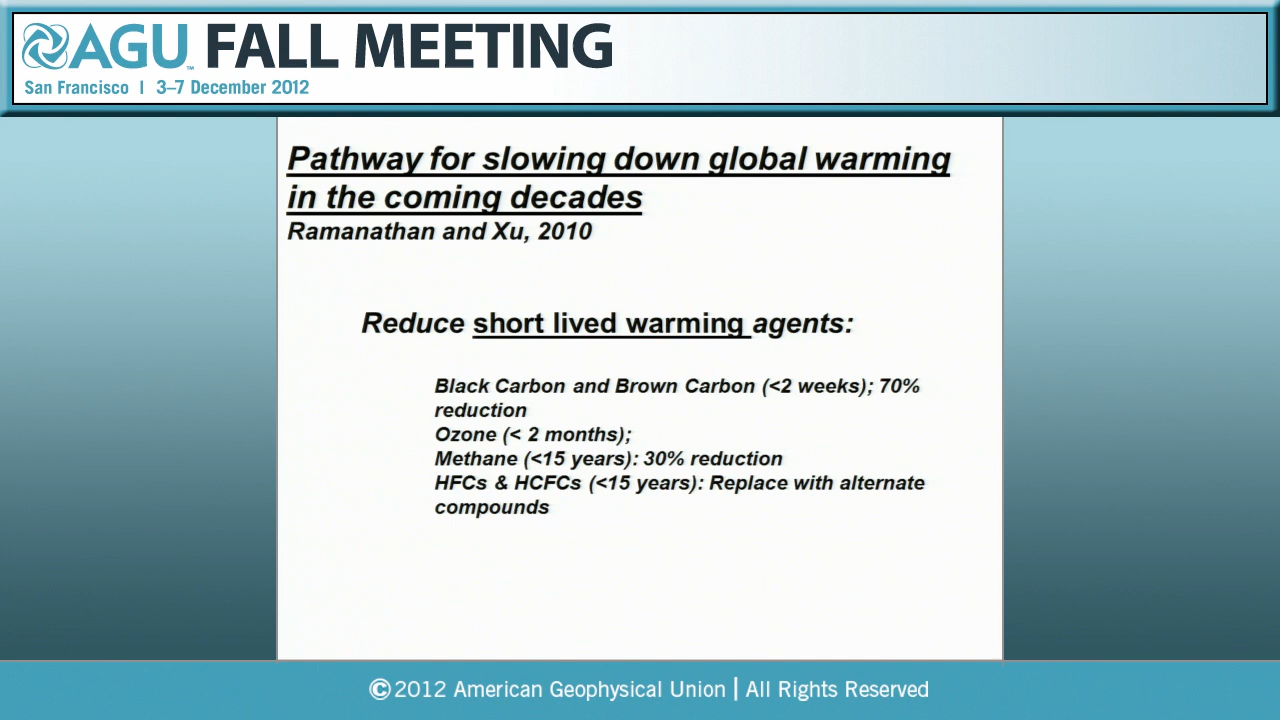 AGU FALL MEETING
San Francisco | 3–7 December 2012
Pathway for slowing down global warming
in the coming decades
Ramanathan and Xu, 2010
Reduce short lived warming agents:
Black Carbon and Brown Carbon (<2 weeks); 70%
reduction
Ozone (< 2 months);
Methane (<15 years): 30% reduction
HFCs & HCFCs (<15 years): Replace with alternate
compounds
©2012 American Geophysical Union | All Rights Reserved